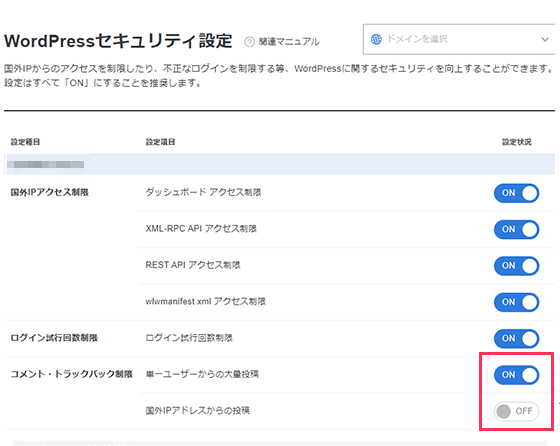 WordPressセキュリティ設定 ? 関連マニュアル ドメインを選択
国外IPからのアクセスを制限したり、不正なログインを制限する等、WordPressに関するセキュリティを向上することができます。
設定はすべて「ON」にすることを推奨します。
設定種目 設定項目 設定状況
国外IPアクセス制限 ダッシュボード アクセス制限 ON
XML-RPC API アクセス制限 ON
REST API アクセス制限 ON
wlwmanifest.xml アクセス制限 ON
ログイン試行回数制限 ログイン試行回数制限 ON
コメント・トラックバック制限 単一ユーザーからの大量投稿 ON
国外IPアドレスからの投稿 OFF